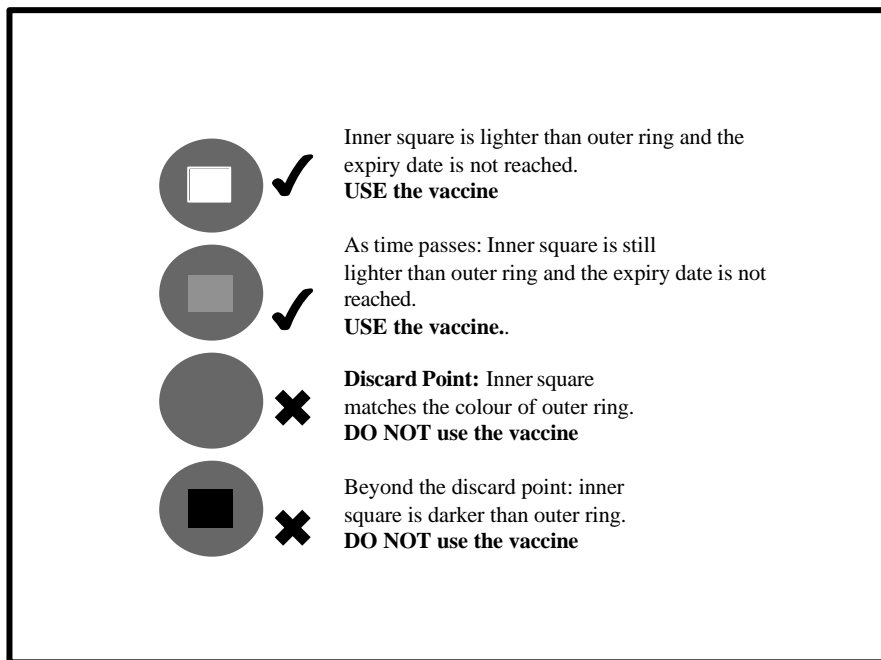 Inner square is lighter than outer ring and the
expiry date is not reached.
USE the vaccine
As time passes: Inner square is still
lighter than outer ring and the expiry date is not
reached.
USE the vaccine..
Discard Point: Inner square
matches the colour of outer ring.
DO NOT use the vaccine
Beyond the discard point: inner
square is darker than outer ring.
DO NOT use the vaccine